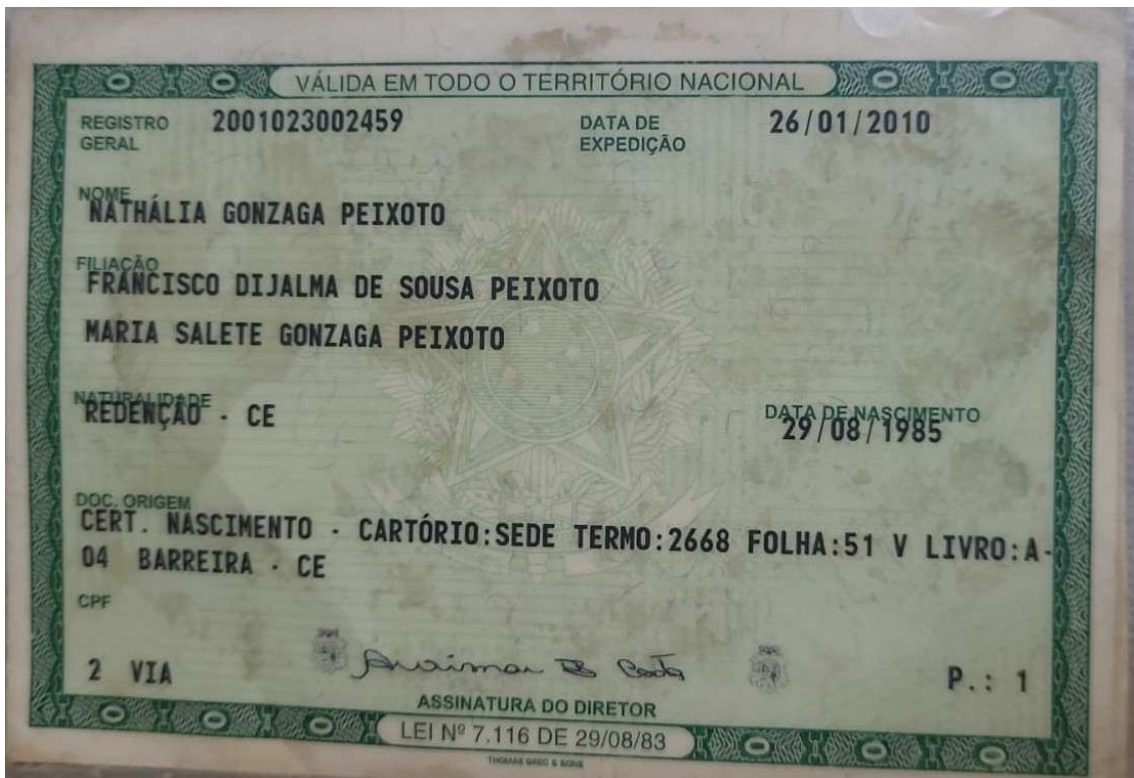 VÁLIDA EM TODO O TERRITÓRIO NACIONAL
REGISTRO GERAL 2001023002459 DATA DE EXPEDIÇÃO 26/01/2010
NOME
NATHÁLIA GONZAGA PEIXOTO
FILIAÇÃO
FRANCISCO DIJALMA DE SOUSA PEIXOTO
MARIA SALETE GONZAGA PEIXOTO
NATURALIDADE
REDENÇÃO - CE
DATA DE NASCIMENTO
29/08/1985
DOC. ORIGEM
CERT. NASCIMENTO - CARTÓRIO:SEDE TERMO:2668 FOLHA:51 V LIVRO:A-
04 BARREIRA - CE
CPF
2 VIA P.: 1
ASSINATURA DO DIRETOR
LEI Nº 7.116 DE 29/08/83
THOMAS GREG & SONS